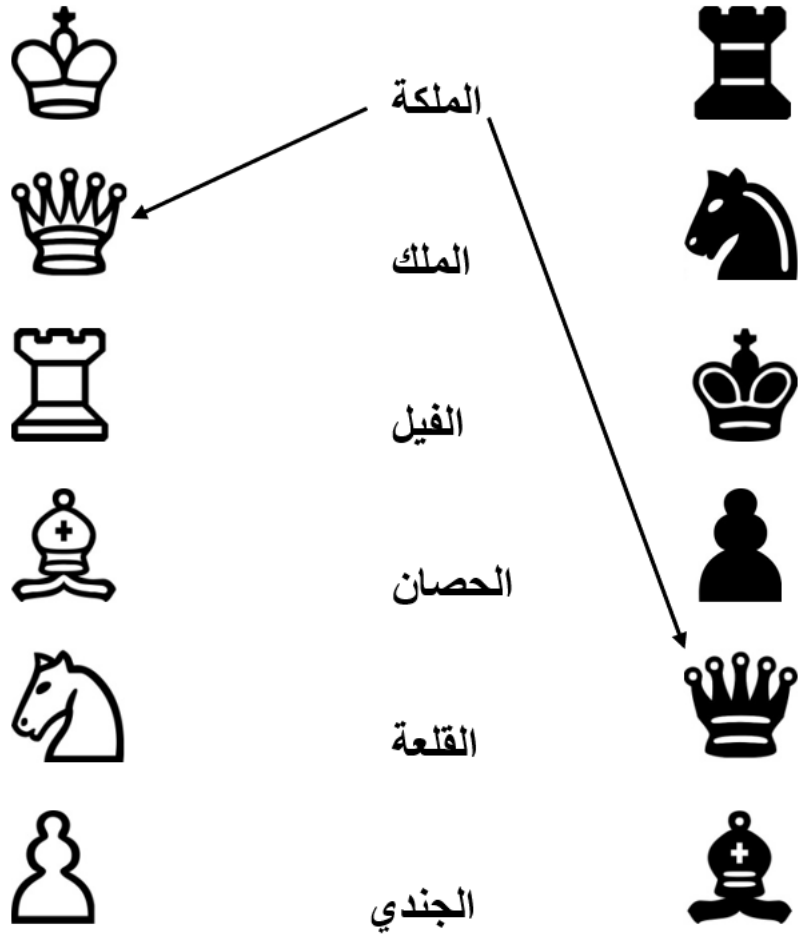 الملكة
الملك
الفيل
الحصان
القلعة
الجندي